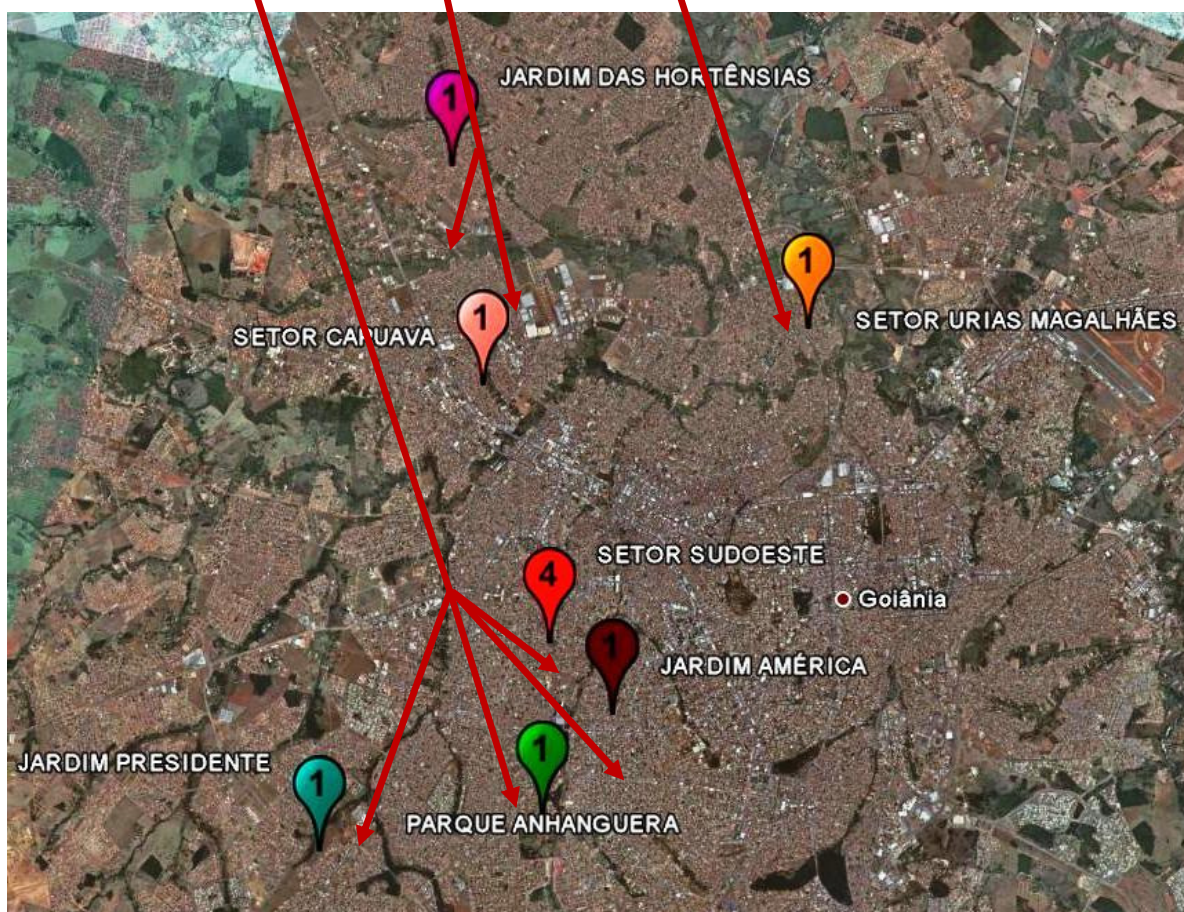 JARDIM DAS HORTÊNSIAS
1
1
SETOR URIAS MAGALHÃES
SETOR CAPUAVA
1
SETOR SUDOESTE
4
Goiânia
JARDIM AMÉRICA
1
JARDIM PRESIDENTE
1
1
PARQUE ANHANGUERA